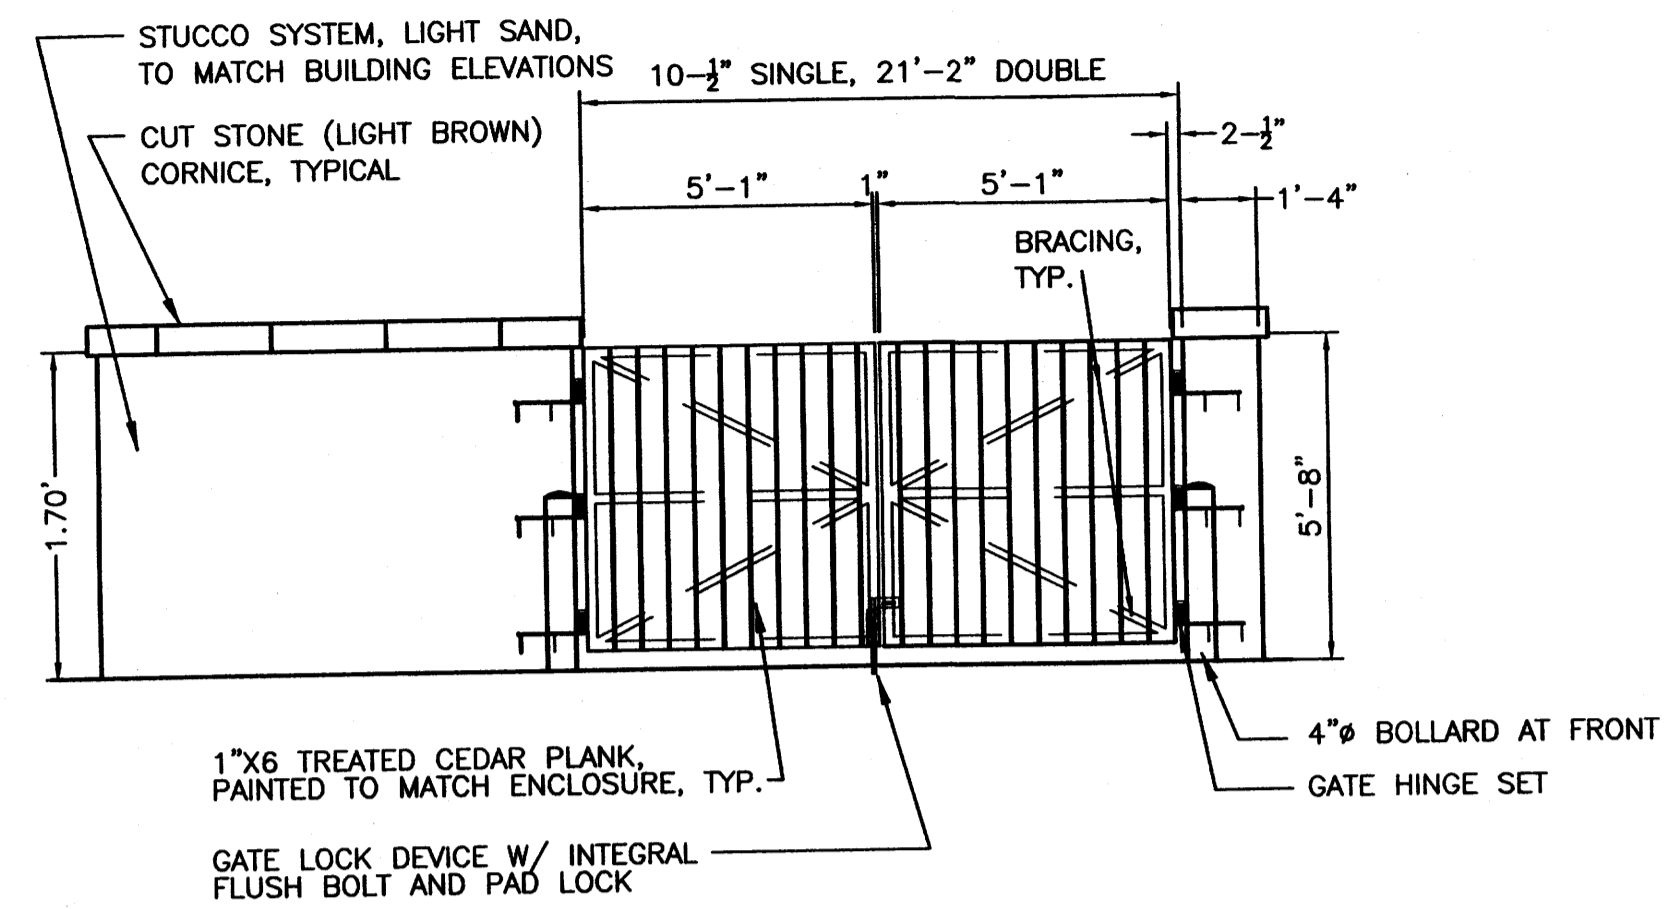 STUCCO SYSTEM, LIGHT SAND,
TO MATCH BUILDING ELEVATIONS
10-½" SINGLE, 21'-2" DOUBLE
CUT STONE (LIGHT BROWN)
CORNICE, TYPICAL
2-½"
5'-1"
1"
5'-1"
1'-4"
BRACING,
TYP.
1.70'
5'-8"
1"X6 TREATED CEDAR PLANK,
PAINTED TO MATCH ENCLOSURE, TYP.
4"ø BOLLARD AT FRONT
GATE HINGE SET
GATE LOCK DEVICE W/ INTEGRAL
FLUSH BOLT AND PAD LOCK